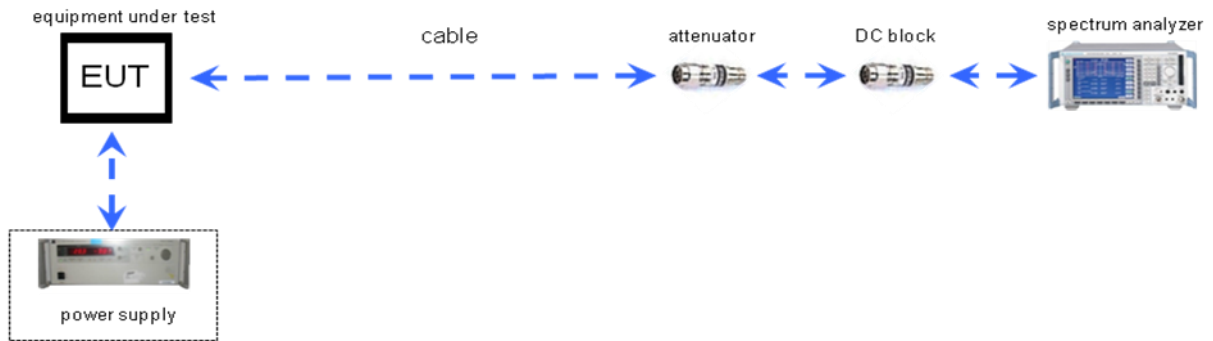 equipment under test
cable
attenuator
DC block
spectrum analyzer
EUT
power supply